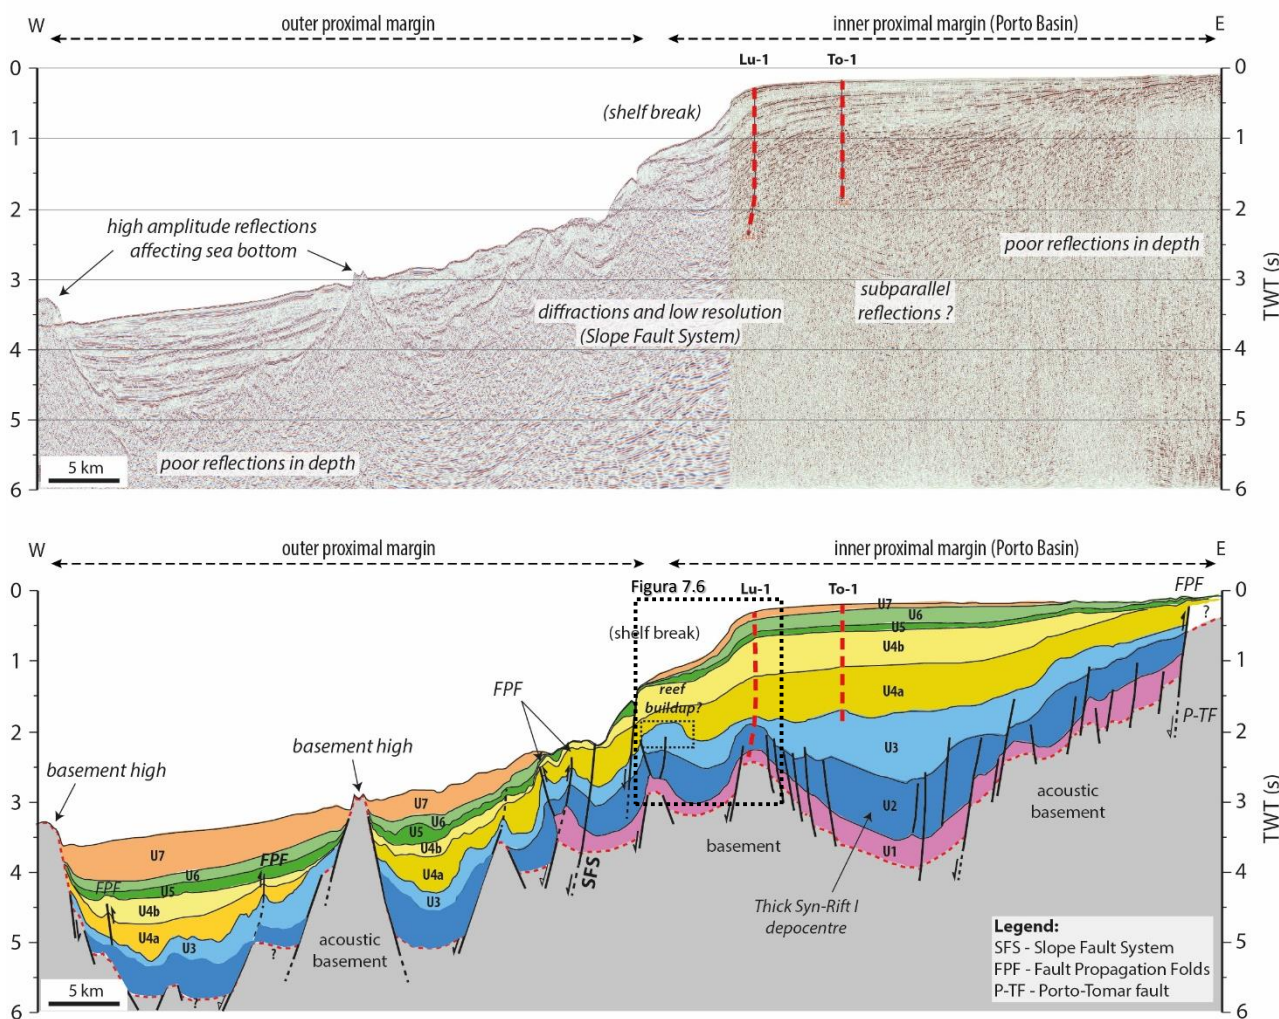 W
outer proximal margin
inner proximal margin (Porto Basin)
E
Lu-1
To-1
0
0
(shelf break)
1
1
high amplitude reflections
affecting sea bottom
2
2
poor reflections in depth
3
3
TWT (s)
diffractions and low resolution
(Slope Fault System)
subparallel
reflections ?
4
4
5
5
poor reflections in depth
5 km
6
6
W
outer proximal margin
inner proximal margin (Porto Basin)
E
Figura 7.6
Lu-1
To-1
FPF
0
0
U7
U6
U5
?
(shelf break)
U4b
1
1
FPF
reef
buildup?
U4a
P-TF
2
2
basement high
basement high
U3
3
3
TWT (s)
U7
U6
U5
U4b
U4a
U3
U2
U1
acoustic
basement
basement
SFS
4
4
U7
U6
U5
FPF
FPF
U4b
U4a
U3
Thick Syn-Rift I
depocentre
5
5
?
acoustic
basement
Legend:
SFS - Slope Fault System
FPF - Fault Propagation Folds
P-TF - Porto-Tomar fault
5 km
?
6
6